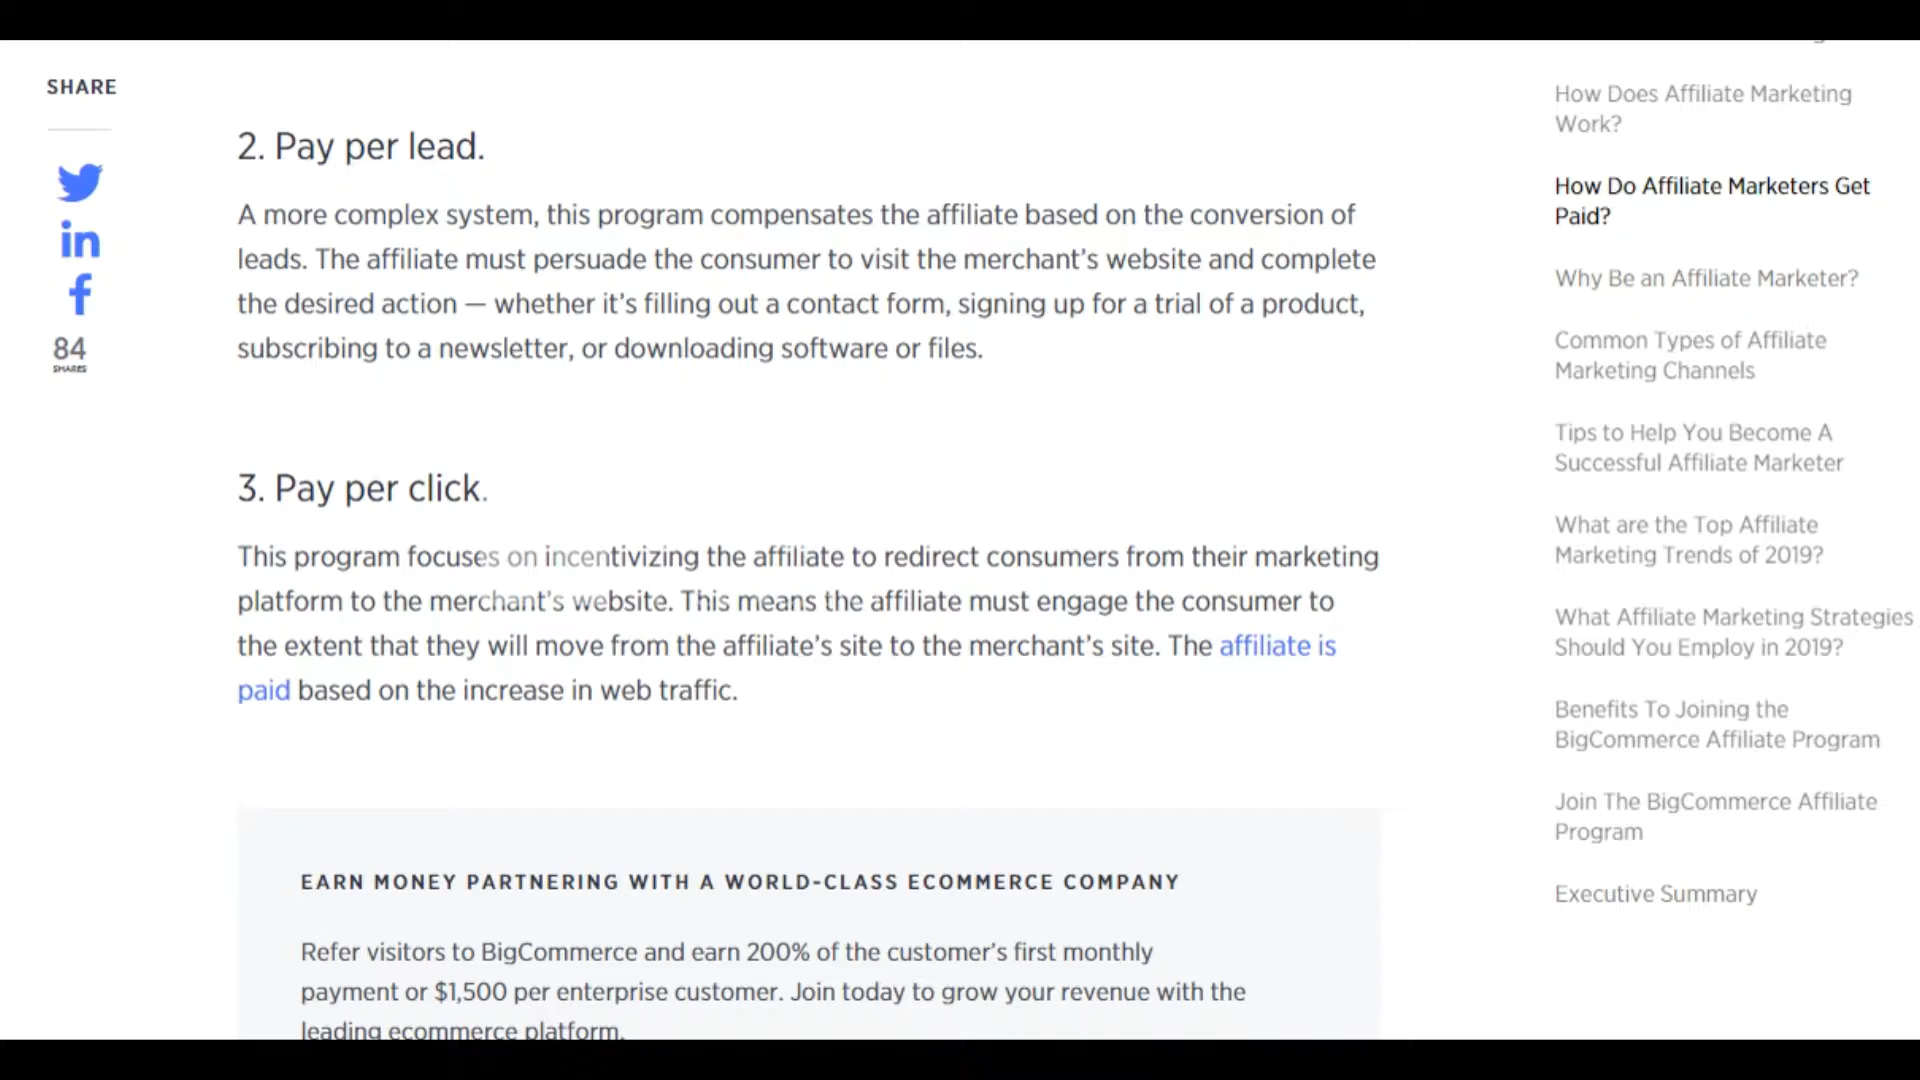 SHARE
84
SHARES
2. Pay per lead.
A more complex system, this program compensates the affiliate based on the conversion of
leads. The affiliate must persuade the consumer to visit the merchant’s website and complete
the desired action — whether it’s filling out a contact form, signing up for a trial of a product,
subscribing to a newsletter, or downloading software or files.
3. Pay per click.
This program focuses on incentivizing the affiliate to redirect consumers from their marketing
platform to the merchant’s website. This means the affiliate must engage the consumer to
the extent that they will move from the affiliate’s site to the merchant’s site. The affiliate is
paid based on the increase in web traffic.
EARN MONEY PARTNERING WITH A WORLD-CLASS ECOMMERCE COMPANY
Refer visitors to BigCommerce and earn 200% of the customer’s first monthly
payment or $1,500 per enterprise customer. Join today to grow your revenue with the
leading ecommerce platform.
How Does Affiliate Marketing
Work?
How Do Affiliate Marketers Get
Paid?
Why Be an Affiliate Marketer?
Common Types of Affiliate
Marketing Channels
Tips to Help You Become A
Successful Affiliate Marketer
What are the Top Affiliate
Marketing Trends of 2019?
What Affiliate Marketing Strategies
Should You Employ in 2019?
Benefits To Joining the
BigCommerce Affiliate Program
Join The BigCommerce Affiliate
Program
Executive Summary